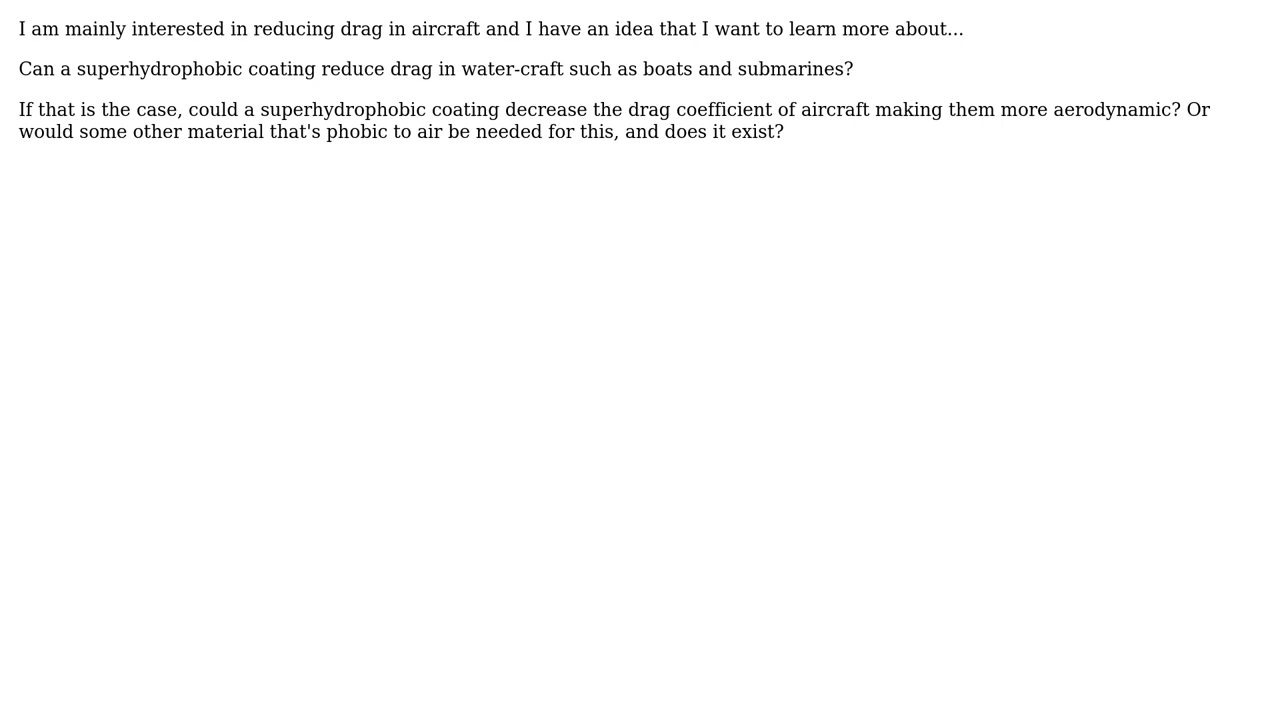 I am mainly interested in reducing drag in aircraft and I have an idea that I want to learn more about...
Can a superhydrophobic coating reduce drag in water-craft such as boats and submarines?
If that is the case, could a superhydrophobic coating decrease the drag coefficient of aircraft making them more aerodynamic? Or
would some other material that's phobic to air be needed for this, and does it exist?